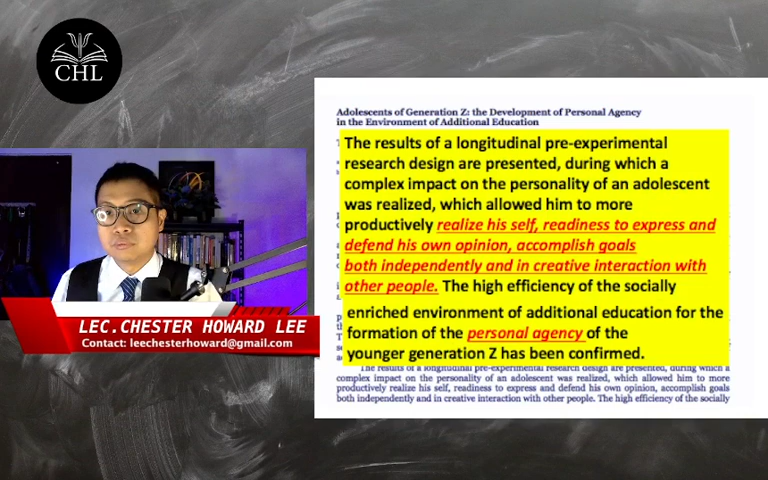 CHL
Adolescents of Generation Z: the Development of Personal Agency
in the Environment of Additional Education
The results of a longitudinal pre-experimental
research design are presented, during which a
complex impact on the personality of an adolescent
was realized, which allowed him to more
productively realize his self, readiness to express and
defend his own opinion, accomplish goals
both independently and in creative interaction with
other people. The high efficiency of the socially
enriched environment of additional education for the
formation of the personal agency of the
younger generation Z has been confirmed.
The results of a longitudinal pre-experimental research design are presented, during which a
complex impact on the personality of an adolescent was realized, which allowed him to more
productively realize his self, readiness to express and defend his own opinion, accomplish goals
both independently and in creative interaction with other people. The high efficiency of the socially
LEC.CHESTER HOWARD LEE
Contact: leechesterhoward@gmail.com